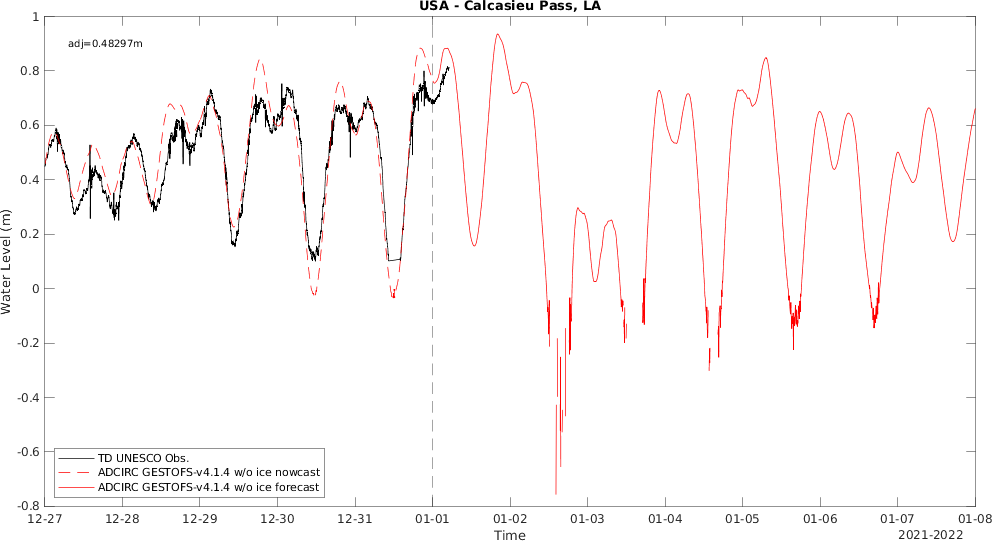 USA - Calcasieu Pass, LA
adj=0.48297m
1
0.8
0.6
0.4
0.2
0
-0.2
-0.4
-0.6
-0.8
Water Level (m)
TD UNESCO Obs.
ADCIRC GESTOFS-v4.1.4 w/o ice nowcast
ADCIRC GESTOFS-v4.1.4 w/o ice forecast
12-27 12-28 12-29 12-30 12-31 01-01 01-02 01-03 01-04 01-05 01-06 01-07 01-08
Time
2021-2022